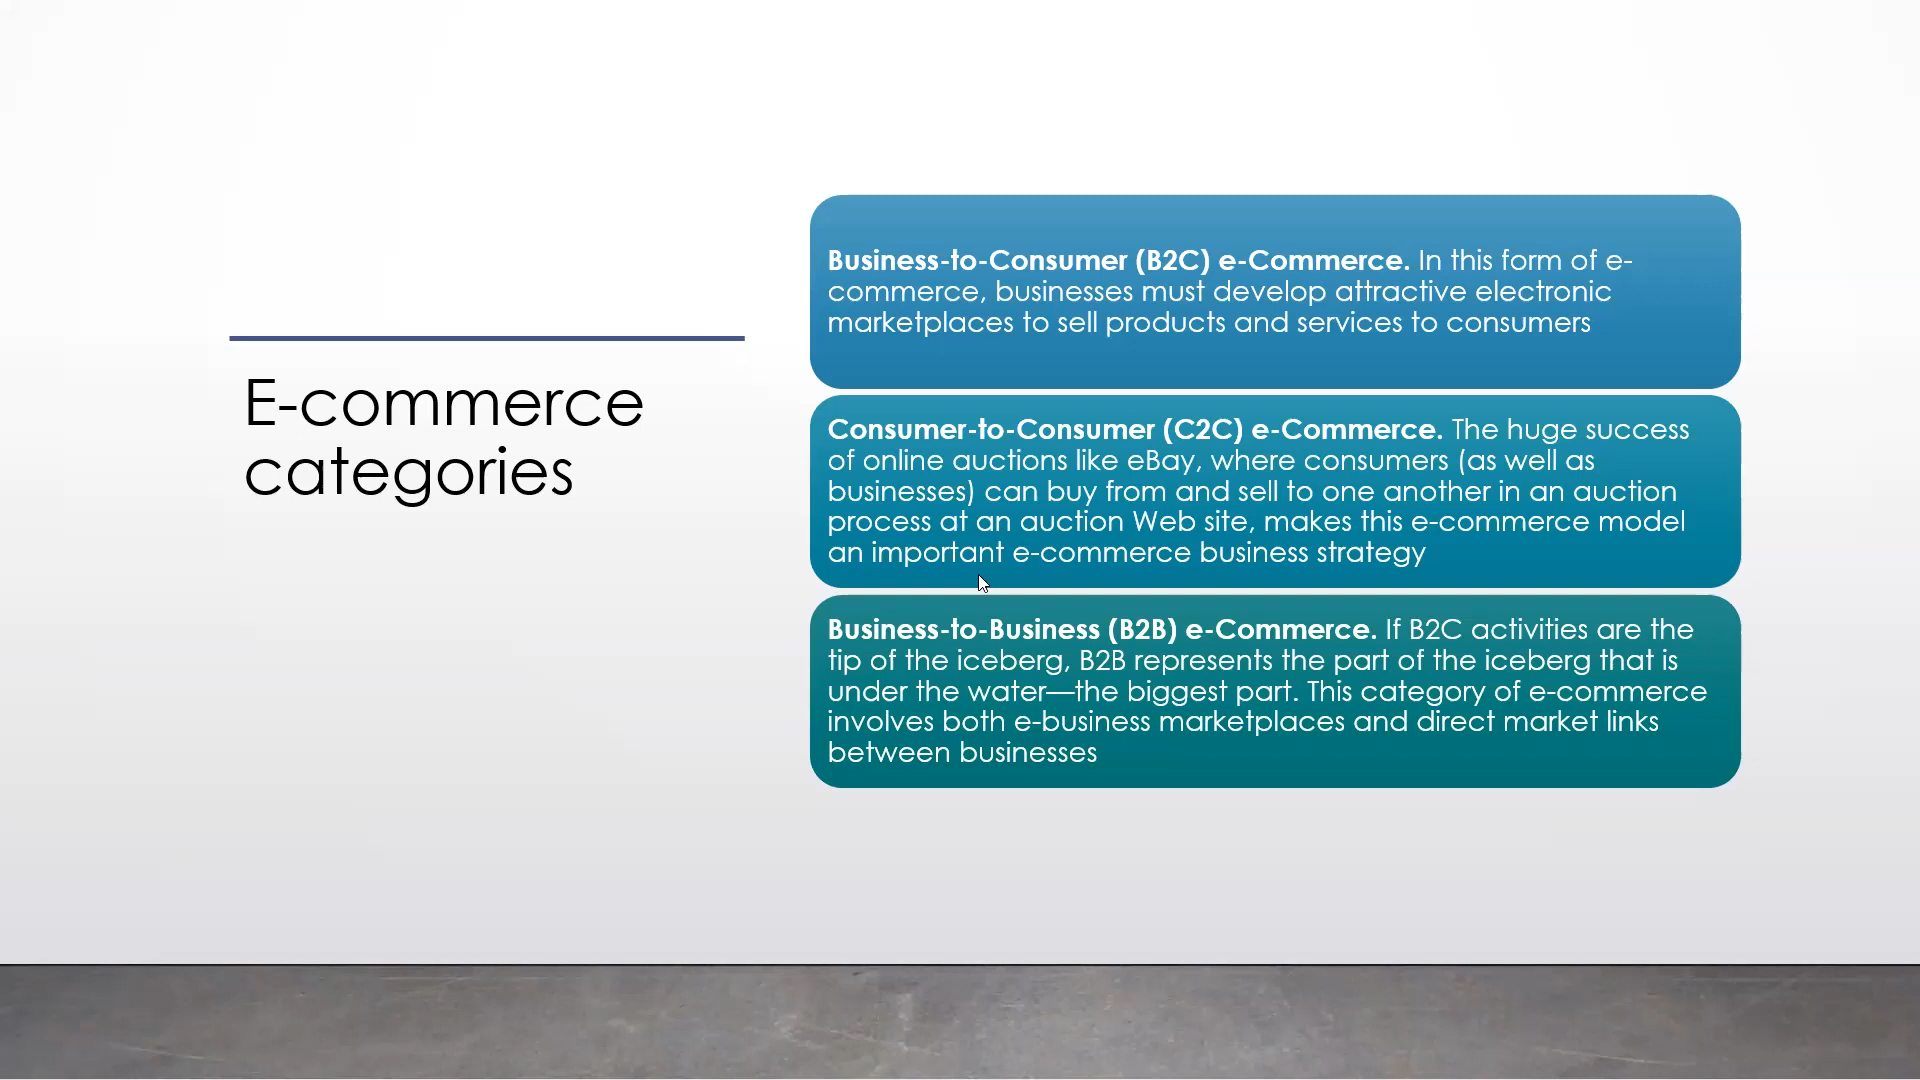 E-commerce
categories
Business-to-Consumer (B2C) e-Commerce. In this form of e-
commerce, businesses must develop attractive electronic
marketplaces to sell products and services to consumers
Consumer-to-Consumer (C2C) e-Commerce. The huge success
of online auctions like eBay, where consumers (as well as
businesses) can buy from and sell to one another in an auction
process at an auction Web site, makes this e-commerce model
an important e-commerce business strategy
Business-to-Business (B2B) e-Commerce. If B2C activities are the
tip of the iceberg, B2B represents the part of the iceberg that is
under the water—the biggest part. This category of e-commerce
involves both e-business marketplaces and direct market links
between businesses